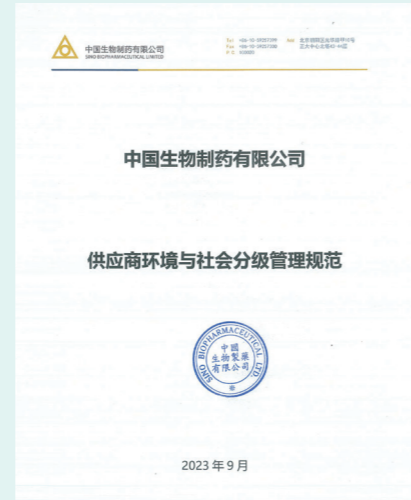 中国生物制药有限公司
SINO BIOPHARMACEUTICAL LIMITED
中国生物制药有限公司
供应商环境与社会分级管理规范
SINO BIOPHARMACEUTICAL LTD
中國
生物製藥
有限公司
2023 年 9 月